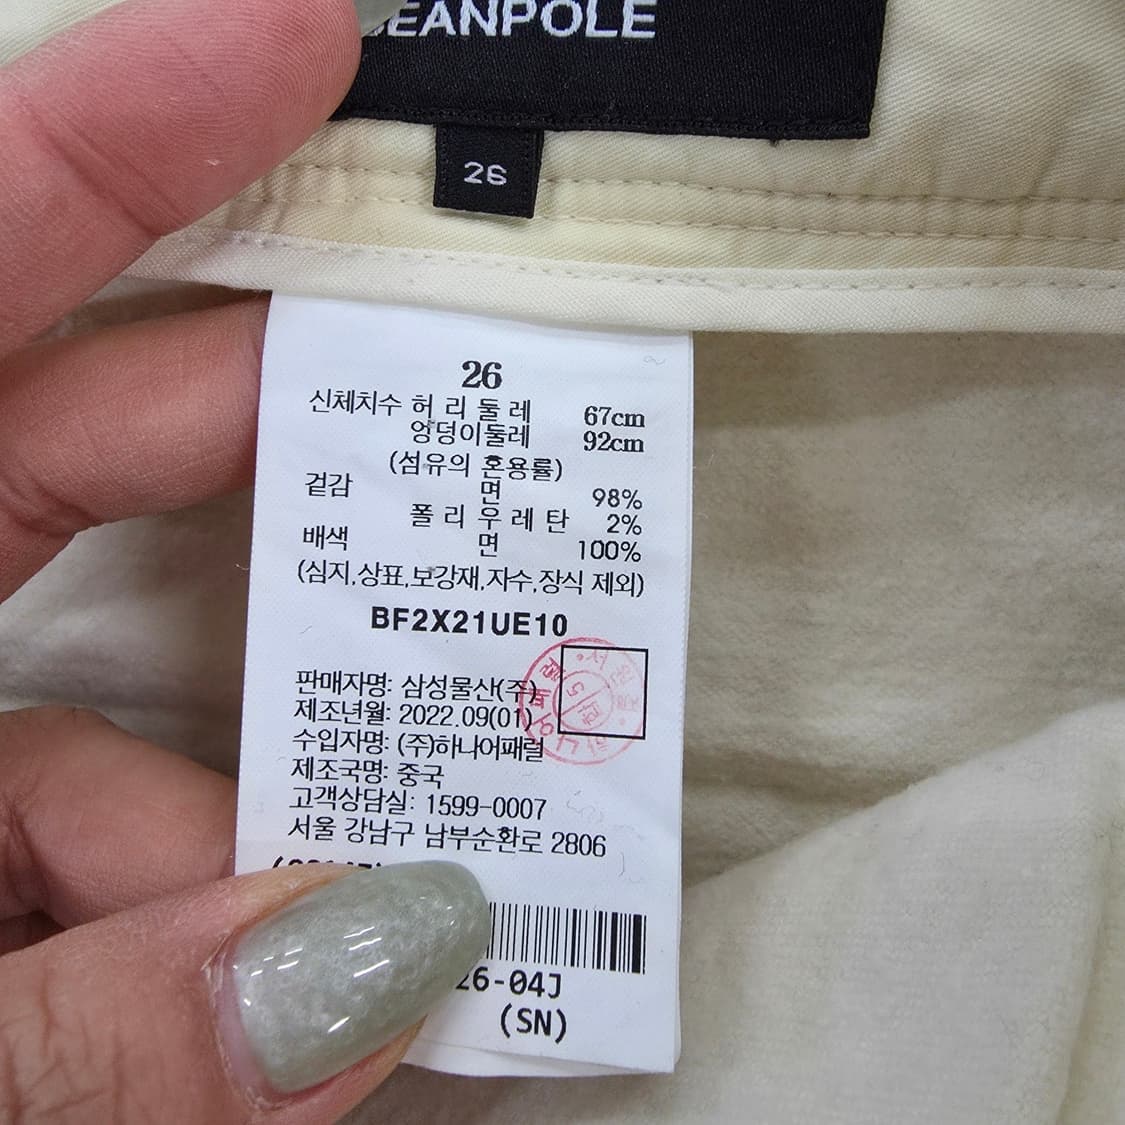 BEANPOLE
26
26
신체치수 허 리 둘 레 67cm
엉덩이둘레 92cm
(섬유의 혼용률)
겉감 면 98%
폴 리 우 레 탄 2%
배색 면 100%
(심지,상표,보강재,자수,장식 제외)
BF2X21UE10
판매자명: 삼성물산(주)
제조년월: 2022.09(01)
수입자명: (주)하나어패럴
제조국명: 중국
고객상담실: 1599-0007
서울 강남구 남부순환로 2806
26-04J
(SN)